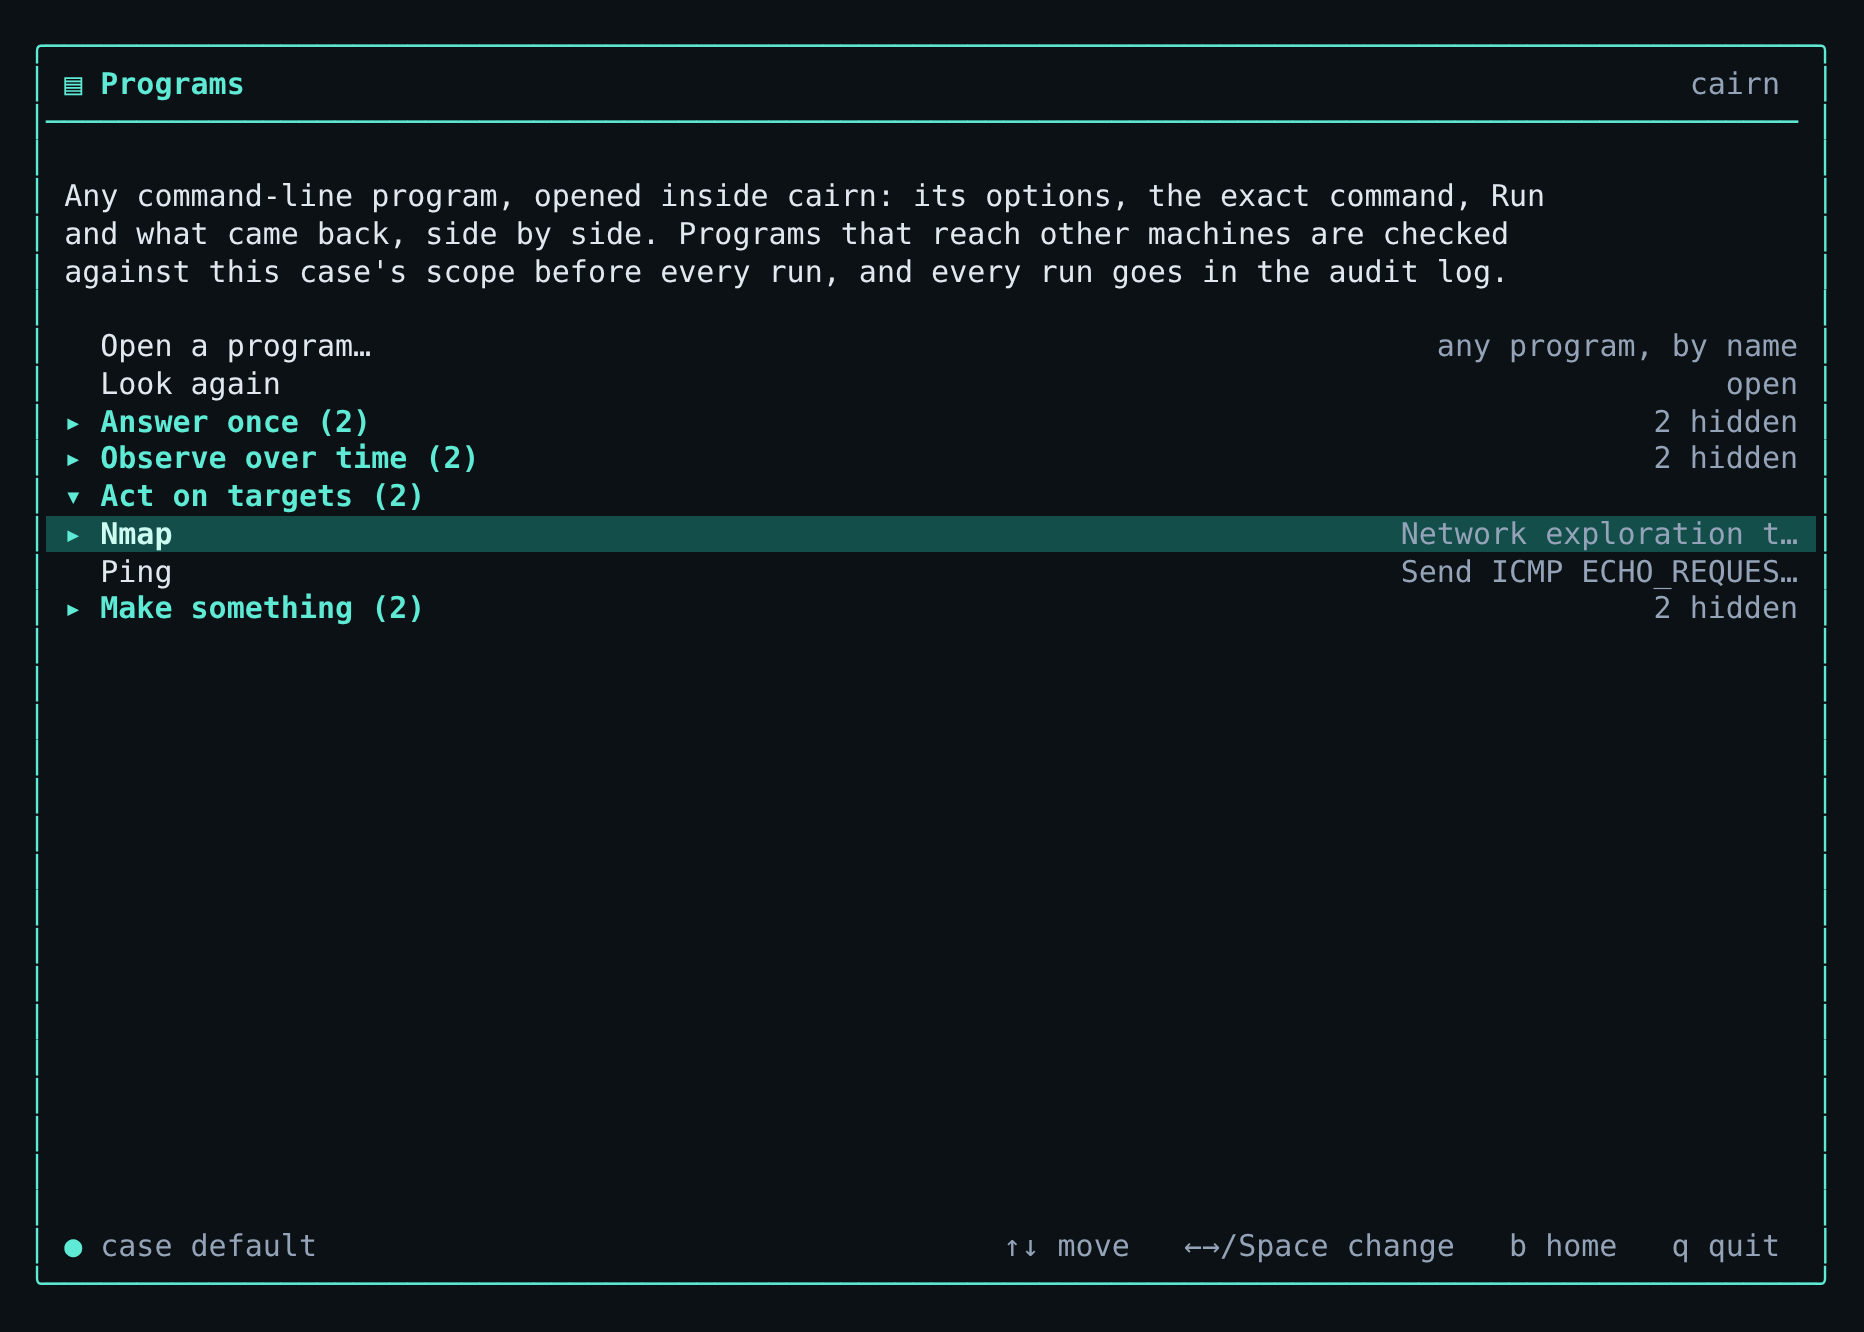 ▤ Programs cairn
Any command-line program, opened inside cairn: its options, the exact command, Run
and what came back, side by side. Programs that reach other machines are checked
against this case's scope before every run, and every run goes in the audit log.
Open a program… any program, by name
Look again open
▸ Answer once (2) 2 hidden
▸ Observe over time (2) 2 hidden
▾ Act on targets (2)
▸ Nmap Network exploration t…
Ping Send ICMP ECHO_REQUES…
▸ Make something (2) 2 hidden
● case default ↑↓ move ←→/Space change b home q quit